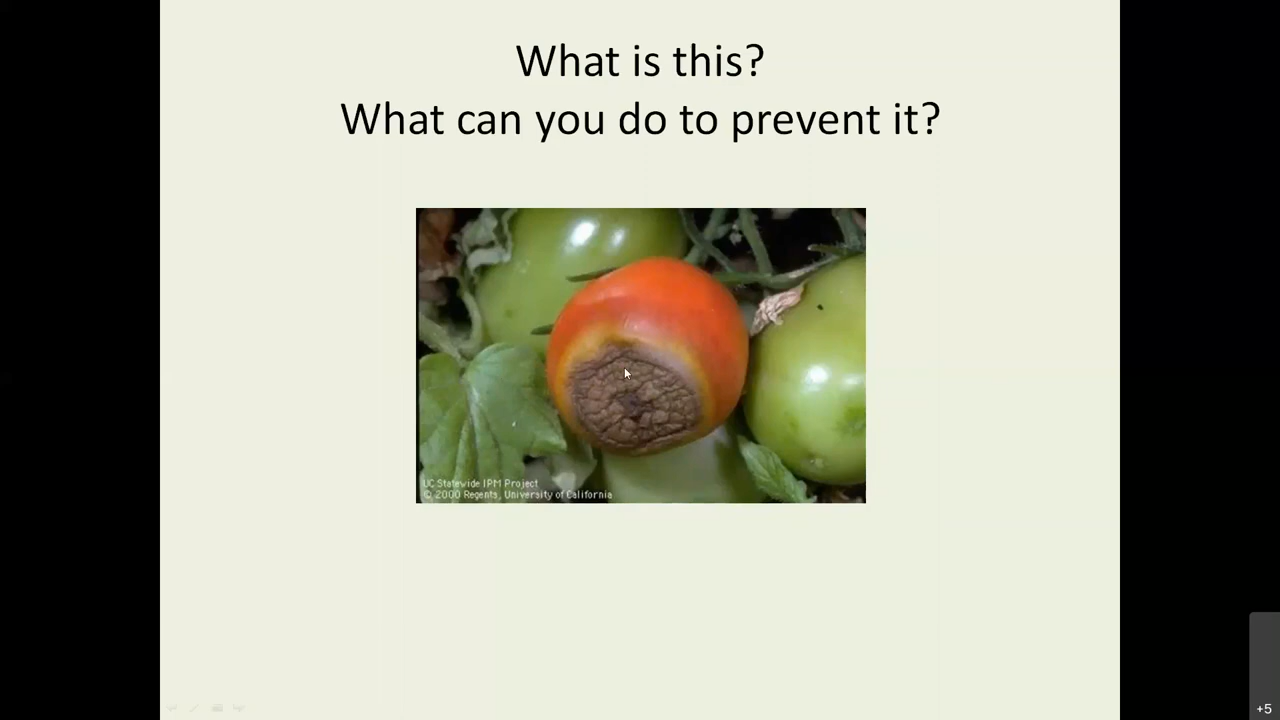 What is this?
What can you do to prevent it?
UC Statewide IPM Project
© 2000 Regents, University of California
+5